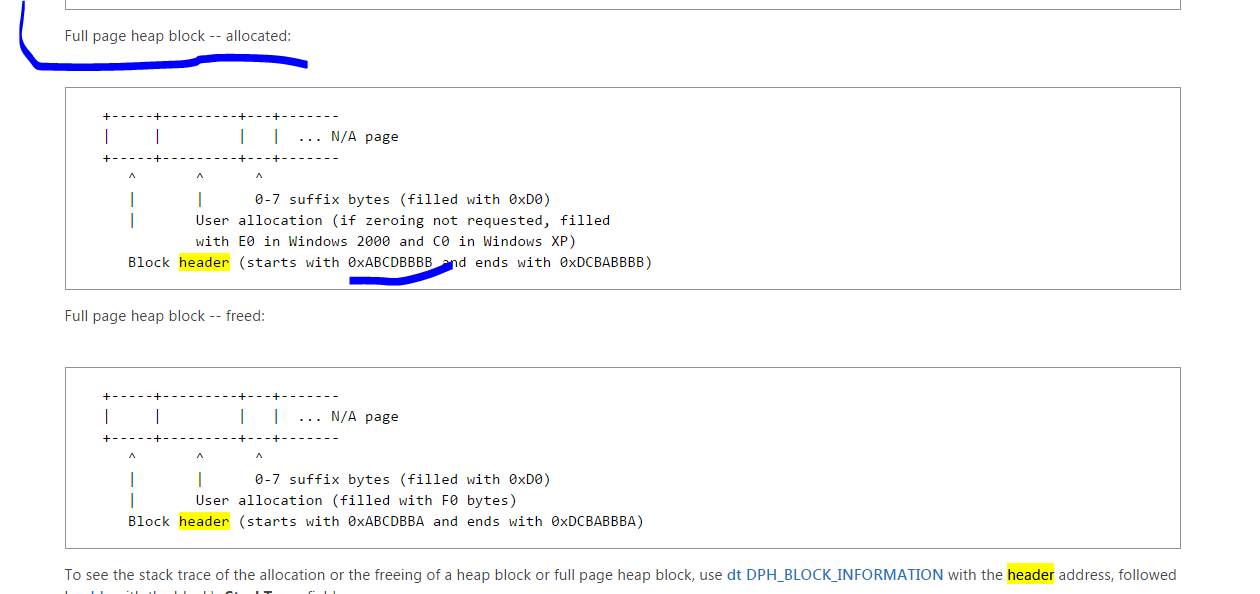 Full page heap block -- allocated:
+-----+---------+---+-------
|     |         |   |  ... N/A page
+-----+---------+---+-------
^       ^      ^
|       |      0-7 suffix bytes (filled with 0xD0)
|       User allocation (if zeroing not requested, filled
with E0 in Windows 2000 and C0 in Windows XP)
Block header (starts with 0xABCDBBBB and ends with 0xDCBABBBB)
Full page heap block -- freed:
+-----+---------+---+-------
|     |         |   |  ... N/A page
+-----+---------+---+-------
^       ^      ^
|       |      0-7 suffix bytes (filled with 0xD0)
|       User allocation (filled with F0 bytes)
Block header (starts with 0xABCDBBA and ends with 0xDCBABBBA)
To see the stack trace of the allocation or the freeing of a heap block or full page heap block, use dt DPH_BLOCK_INFORMATION with the header address, followed